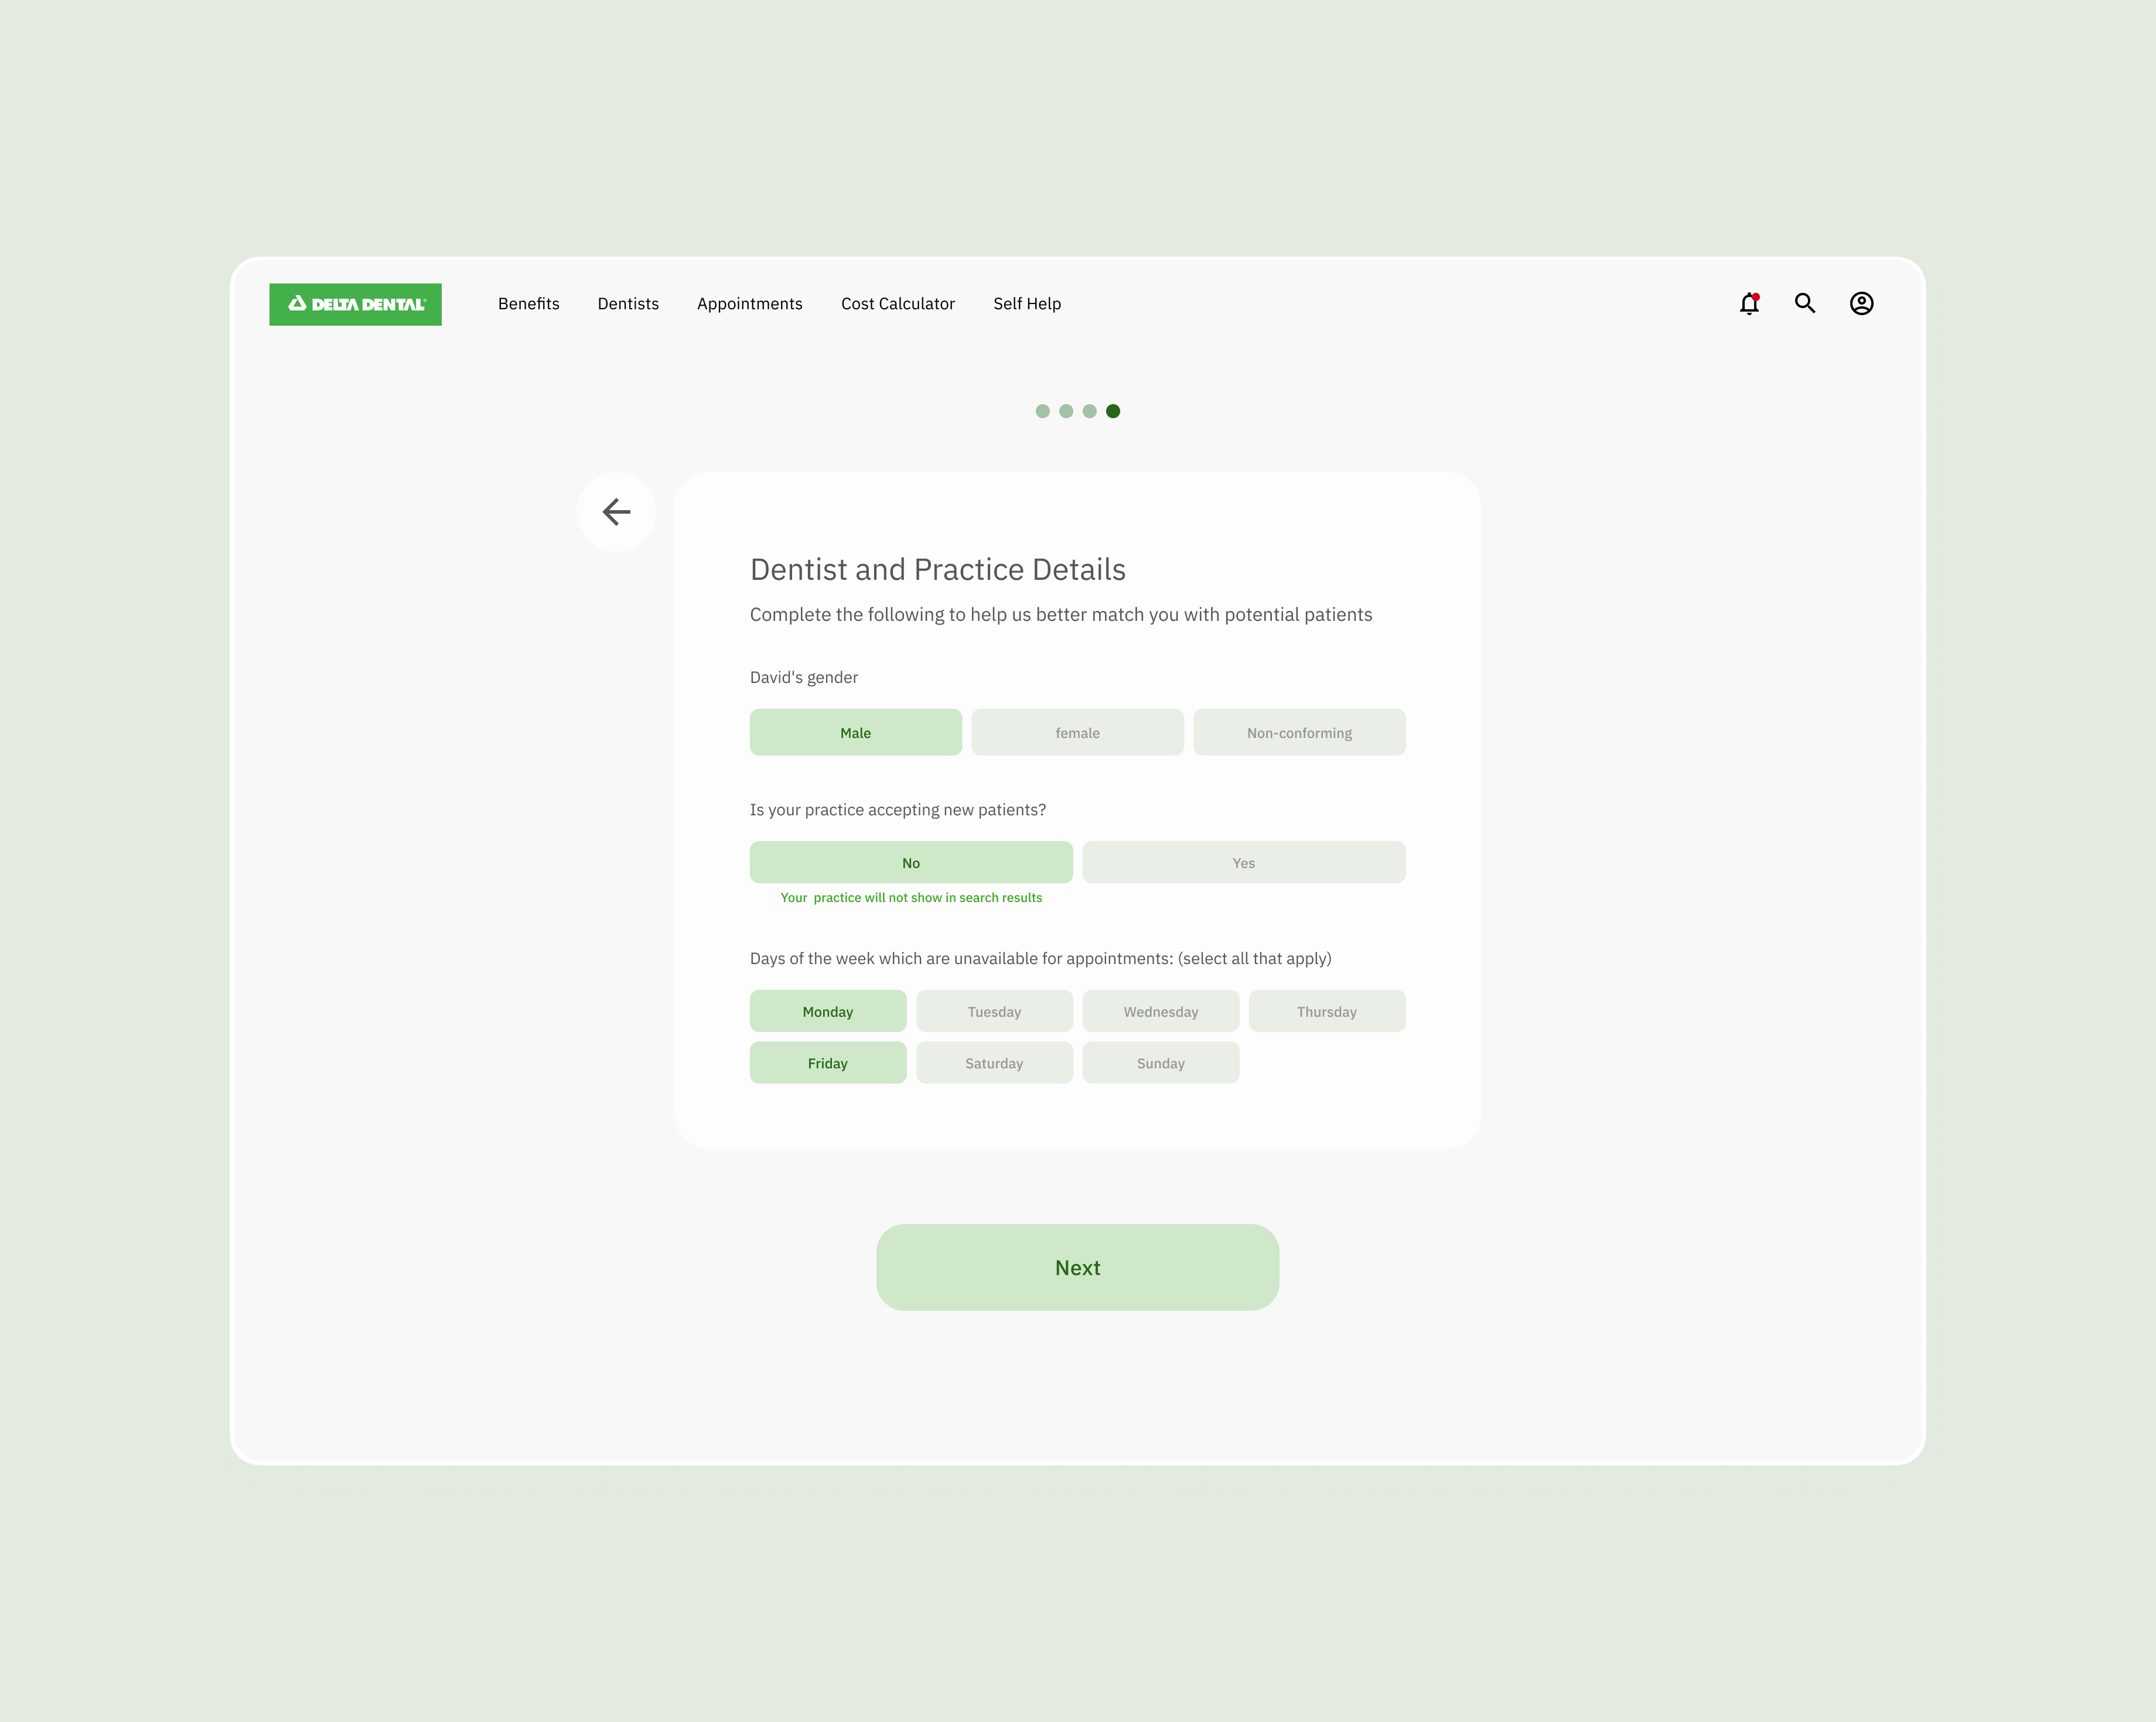 DELTA DENTAL
Benefits Dentists Appointments Cost Calculator Self Help
Dentist and Practice Details
Complete the following to help us better match you with potential patients
David's gender
Male female Non-conforming
Is your practice accepting new patients?
No Yes
Your  practice will not show in search results
Days of the week which are unavailable for appointments: (select all that apply)
Monday Tuesday Wednesday Thursday
Friday Saturday Sunday
Next